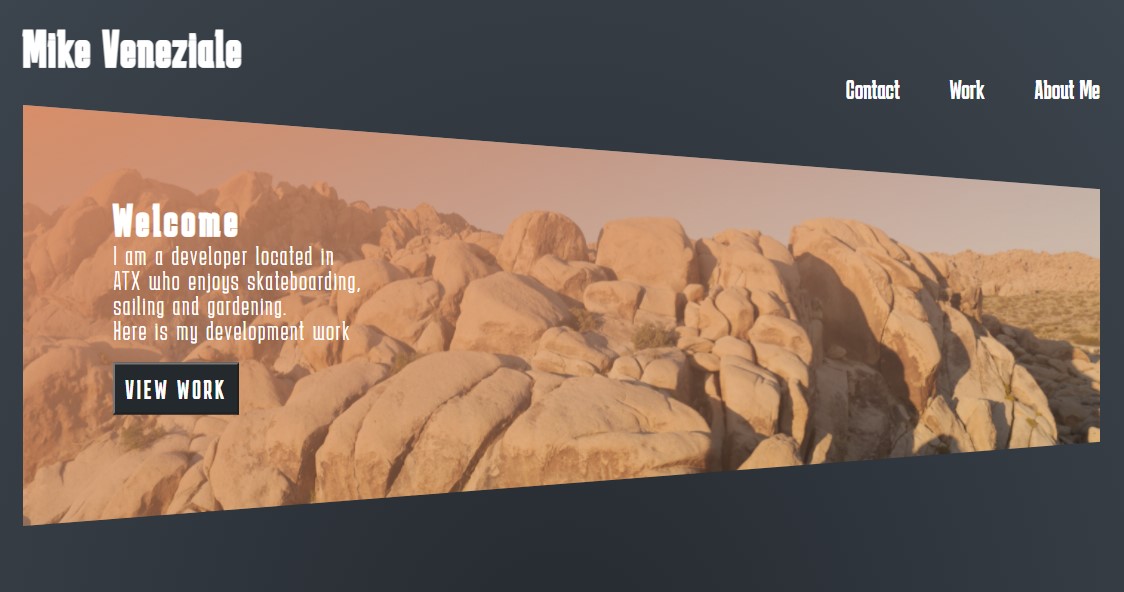 Mike Veneziale
Contact Work About Me
Welcome
I am a developer located in
ATX who enjoys skateboarding,
sailing and gardening.
Here is my development work
VIEW WORK